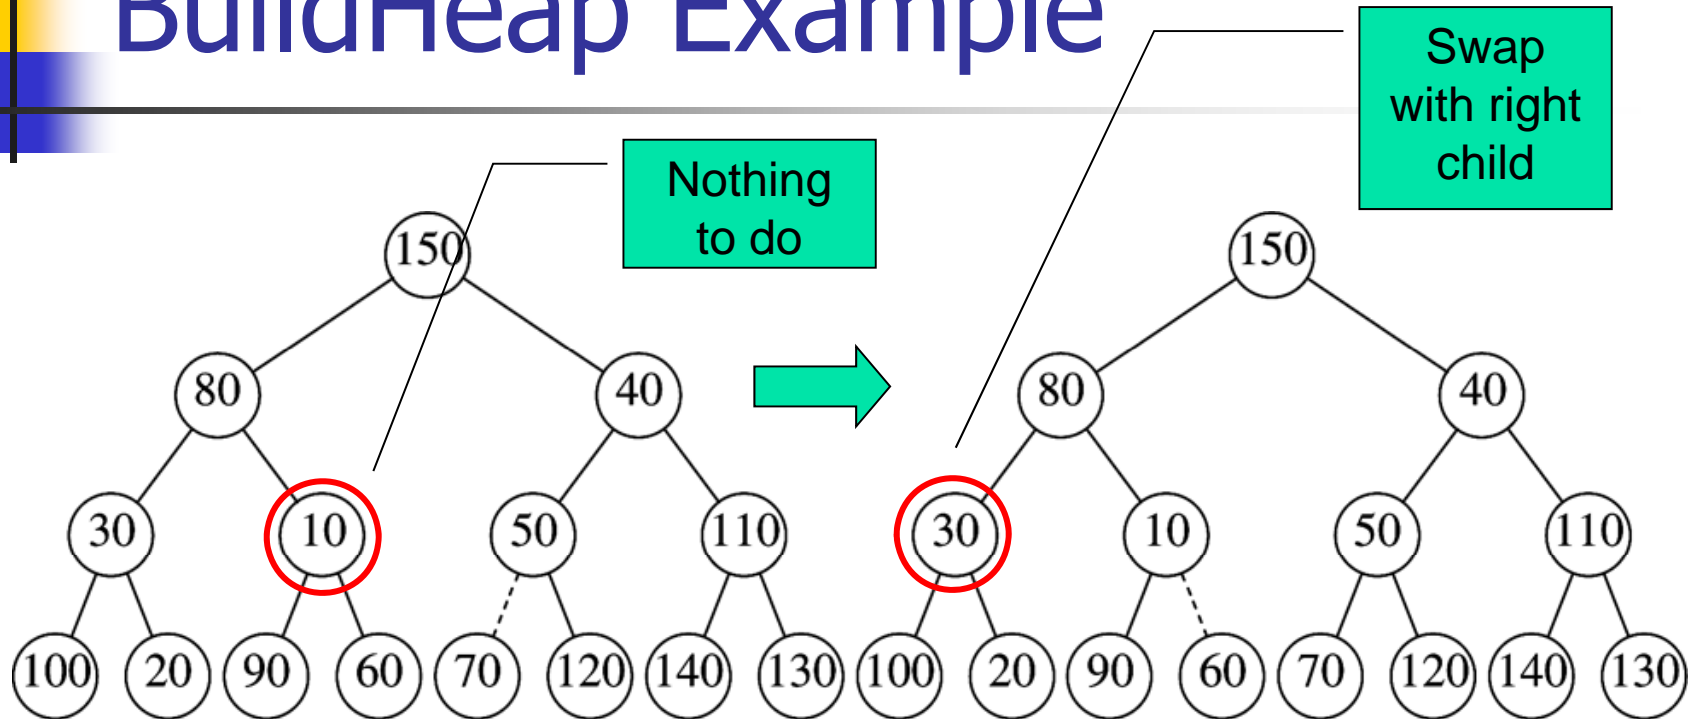 BuildHeap Example
Swap
with right
child
Nothing
to do
150 150
80 40 80 40
30 10 50 110 30 10 50 110
100 20 90 60 70 120 140 130 100 20 90 60 70 120 140 130